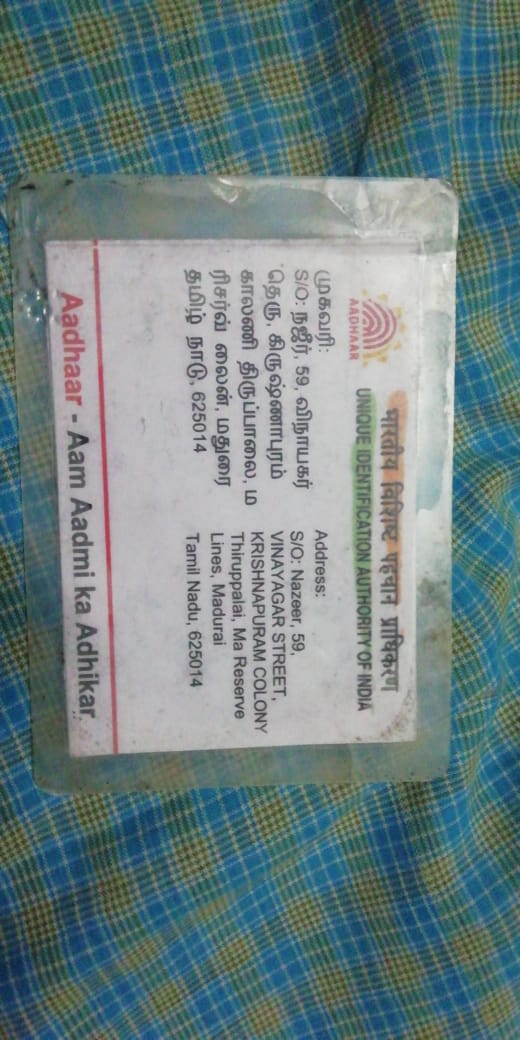 भारतीय विशिष्ट पहचान प्राधिकरण
UNIQUE IDENTIFICATION AUTHORITY OF INDIA
AADHAAR
முகவரி:
S/O: நஜீர், 59, விநாயகர்
தெரு, கிருஷ்ணாபுரம்
காலணி திருப்பாலை, ம
ரிசர்வ் லைன், மதுரை
தமிழ் நாடு, 625014
Address:
S/O: Nazeer, 59,
VINAYAGAR STREET,
KRISHNAPURAM COLONY
Thiruppalai, Ma Reserve
Lines, Madurai
Tamil Nadu, 625014
Aadhaar - Aam Aadmi ka Adhikar